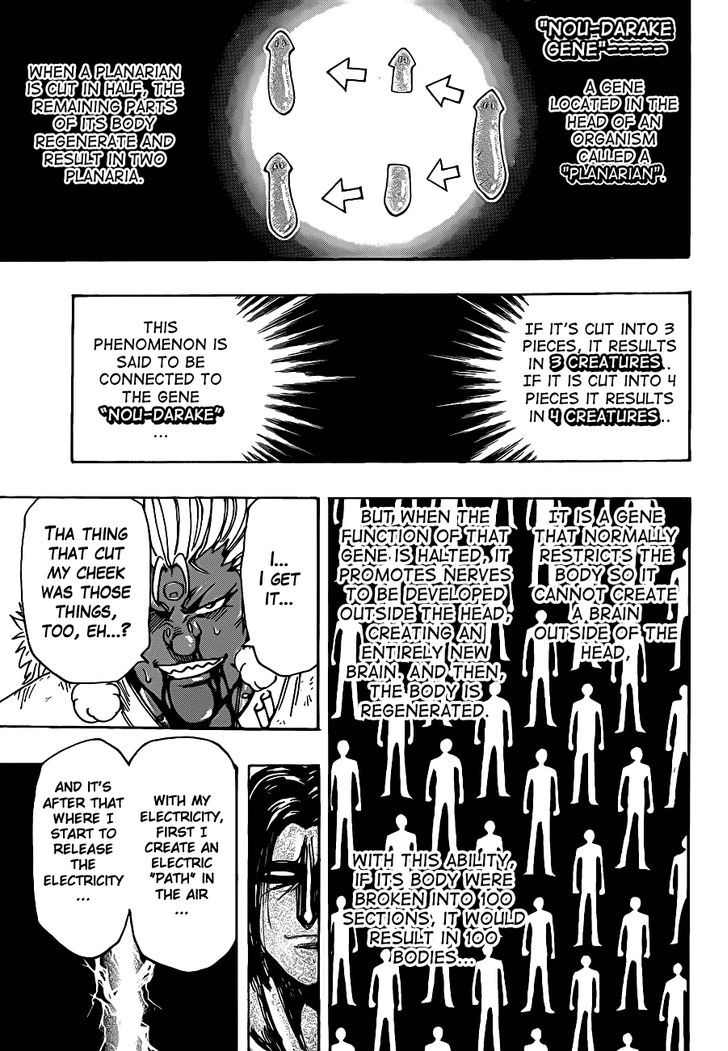 "NOU-DARAKE
GENE"-----
A GENE
LOCATED IN THE
HEAD OF AN
ORGANISM
CALLED A
"PLANARIAN".
WHEN A PLANARIAN
IS CUT IN HALF, THE
REMAINING PARTS
OF ITS BODY
REGENERATE AND
RESULT IN TWO
PLANARIA.
IF IT'S CUT INTO 3
PIECES, IT RESULTS
IN 3 CREATURES..
IF IT IS CUT INTO 4
PIECES IT RESULTS
IN 4 CREATURES..
THIS
PHENOMENON IS
SAID TO BE
CONNECTED TO
THE GENE
"NOU-DARAKE"
...
IT IS A GENE
THAT NORMALLY
RESTRICTS THE
BODY SO IT
CANNOT CREATE
A BRAIN
OUTSIDE OF THE
HEAD,
BUT WHEN THE
FUNCTION OF THAT
GENE IS HALTED, IT
PROMOTES NERVES
TO BE DEVELOPED
OUTSIDE THE HEAD,
CREATING AN
ENTIRELY NEW
BRAIN. AND THEN,
THE BODY IS
REGENERATED.
WITH THIS ABILITY,
IF ITS BODY WERE
BROKEN INTO 100
SECTIONS, IT WOULD
RESULT IN 100
BODIES...
I...
I GET
IT...
THA THING
THAT CUT
MY CHEEK
WAS THOSE
THINGS,
TOO, EH...?
WITH MY
ELECTRICITY,
FIRST I
CREATE AN
ELECTRIC
"PATH" IN
THE AIR
...
AND IT'S
AFTER THAT
WHERE I
START TO
RELEASE
THE
ELECTRICITY
...